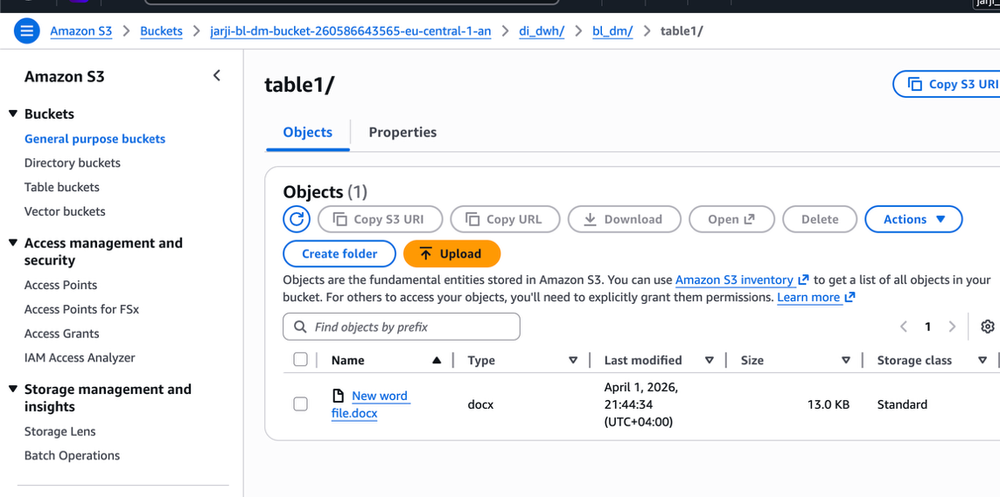 Amazon S3 > Buckets > jarji-bl-dm-bucket-260586643565-eu-central-1-an > di_dwh/ > bl_dm/ > table1/
Amazon S3
Buckets
General purpose buckets
Directory buckets
Table buckets
Vector buckets
Access management and
security
Access Points
Access Points for FSx
Access Grants
IAM Access Analyzer
Storage management and
insights
Storage Lens
Batch Operations
table1/
Copy S3 URI
Objects
Properties
Objects (1)
Copy S3 URI
Copy URL
Download
Open
Delete
Actions
Create folder
Upload
Objects are the fundamental entities stored in Amazon S3. You can use Amazon S3 inventory to get a list of all objects in your
bucket. For others to access your objects, you'll need to explicitly grant them permissions. Learn more
Find objects by prefix
1
Name
Type
Last modified
Size
Storage class
New word
file.docx
docx
April 1, 2026,
21:44:34
(UTC+04:00)
13.0 KB
Standard